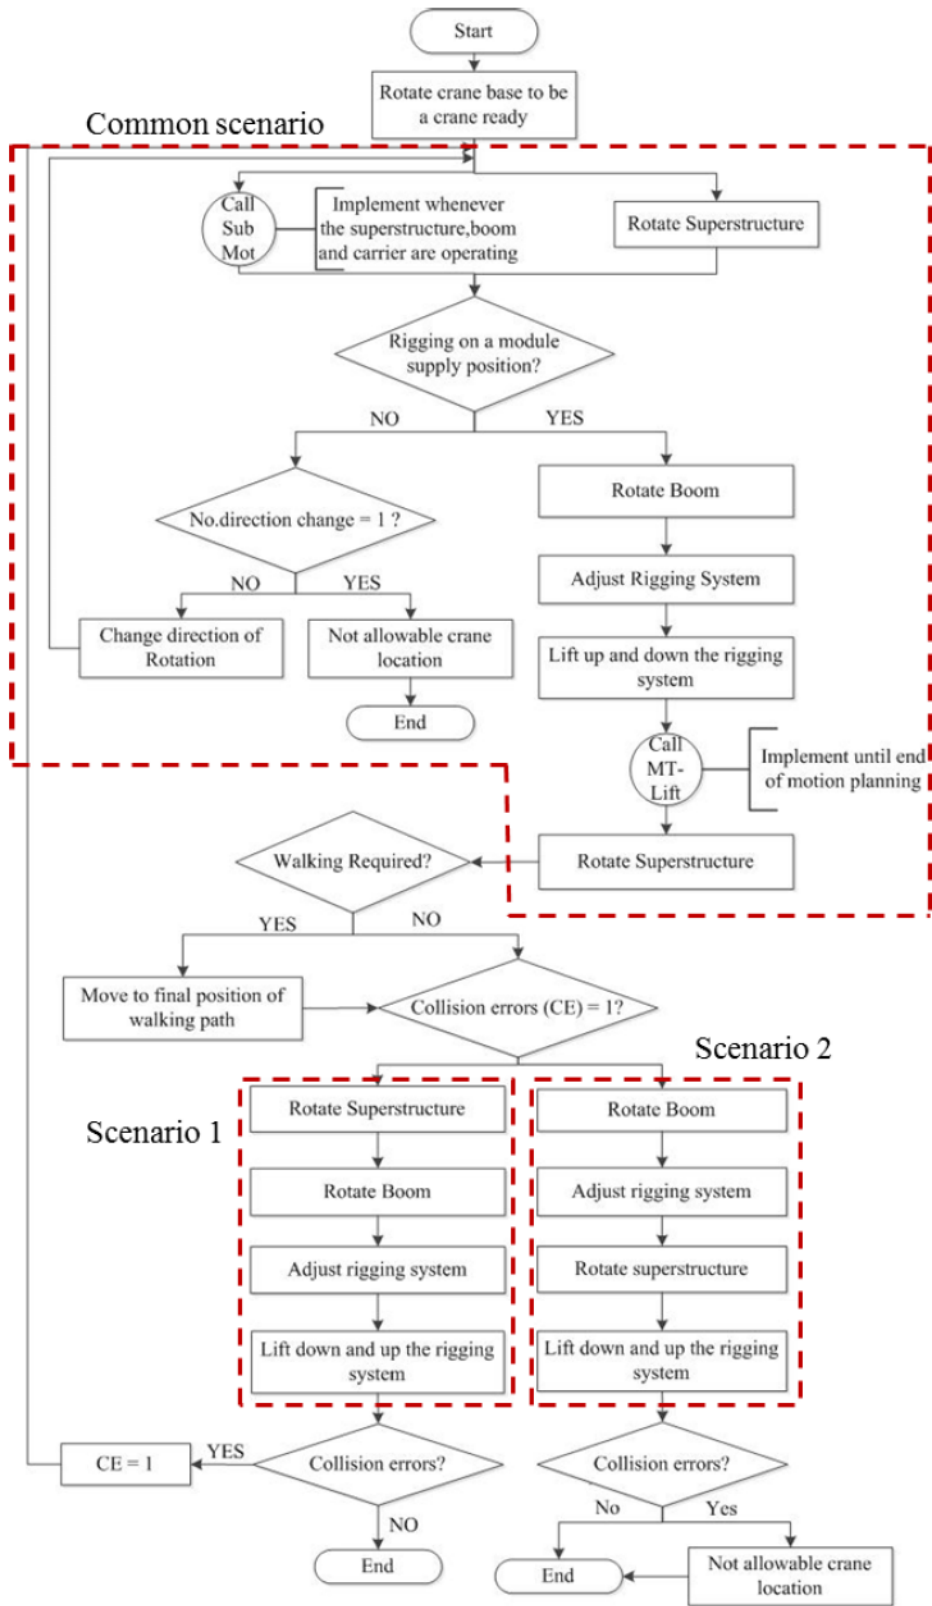 Start
Rotate crane base to be
a crane ready
Common scenario
Call
Sub
Mot
Implement whenever
the superstructure,boom
and carrier are operating
Rotate Superstructure
Rigging on a module
supply position?
NO
YES
No.direction change = 1 ?
Rotate Boom
NO
YES
Adjust Rigging System
Change direction of
Rotation
Not allowable crane
location
Lift up and down the rigging
system
End
Call
MT-
Lift
Implement until end
of motion planning
Walking Required?
Rotate Superstructure
YES
NO
Move to final position of
walking path
Collision errors (CE) = 1?
Scenario 2
Scenario 1
Rotate Superstructure
Rotate Boom
Adjust rigging system
Lift down and up the rigging
system
Rotate Boom
Adjust rigging system
Rotate superstructure
Lift down and up the rigging
system
CE = 1
YES
Collision errors?
NO
End
Collision errors?
No
Yes
End
Not allowable crane
location